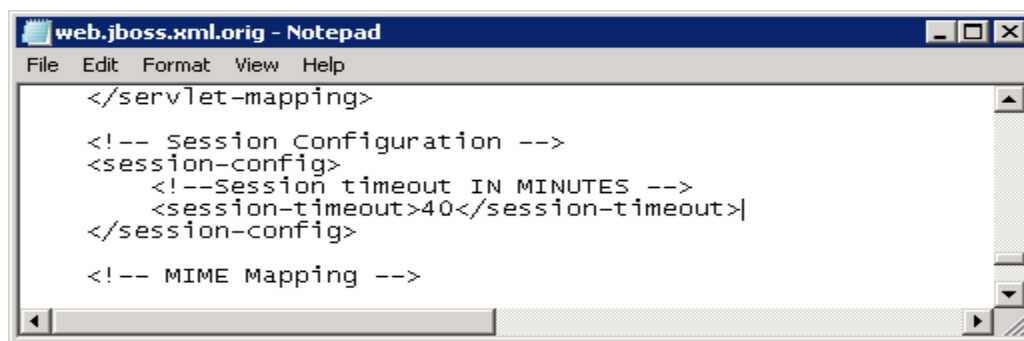 web.jboss.xml.orig - Notepad
File Edit Format View Help
</servlet-mapping>
<!-- Session Configuration -->
<session-config>
<!--Session timeout IN MINUTES -->
<session-timeout>40</session-timeout>
</session-config>
<!-- MIME Mapping -->